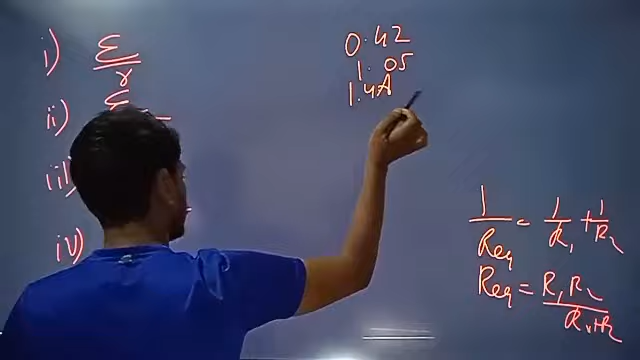 i) ε/r
ii) ε
iii)
iv)
0.42
1.05
1.4A
1/Req = 1/R₁ + 1/R₂
Req = R₁R₂/R₁+R₂